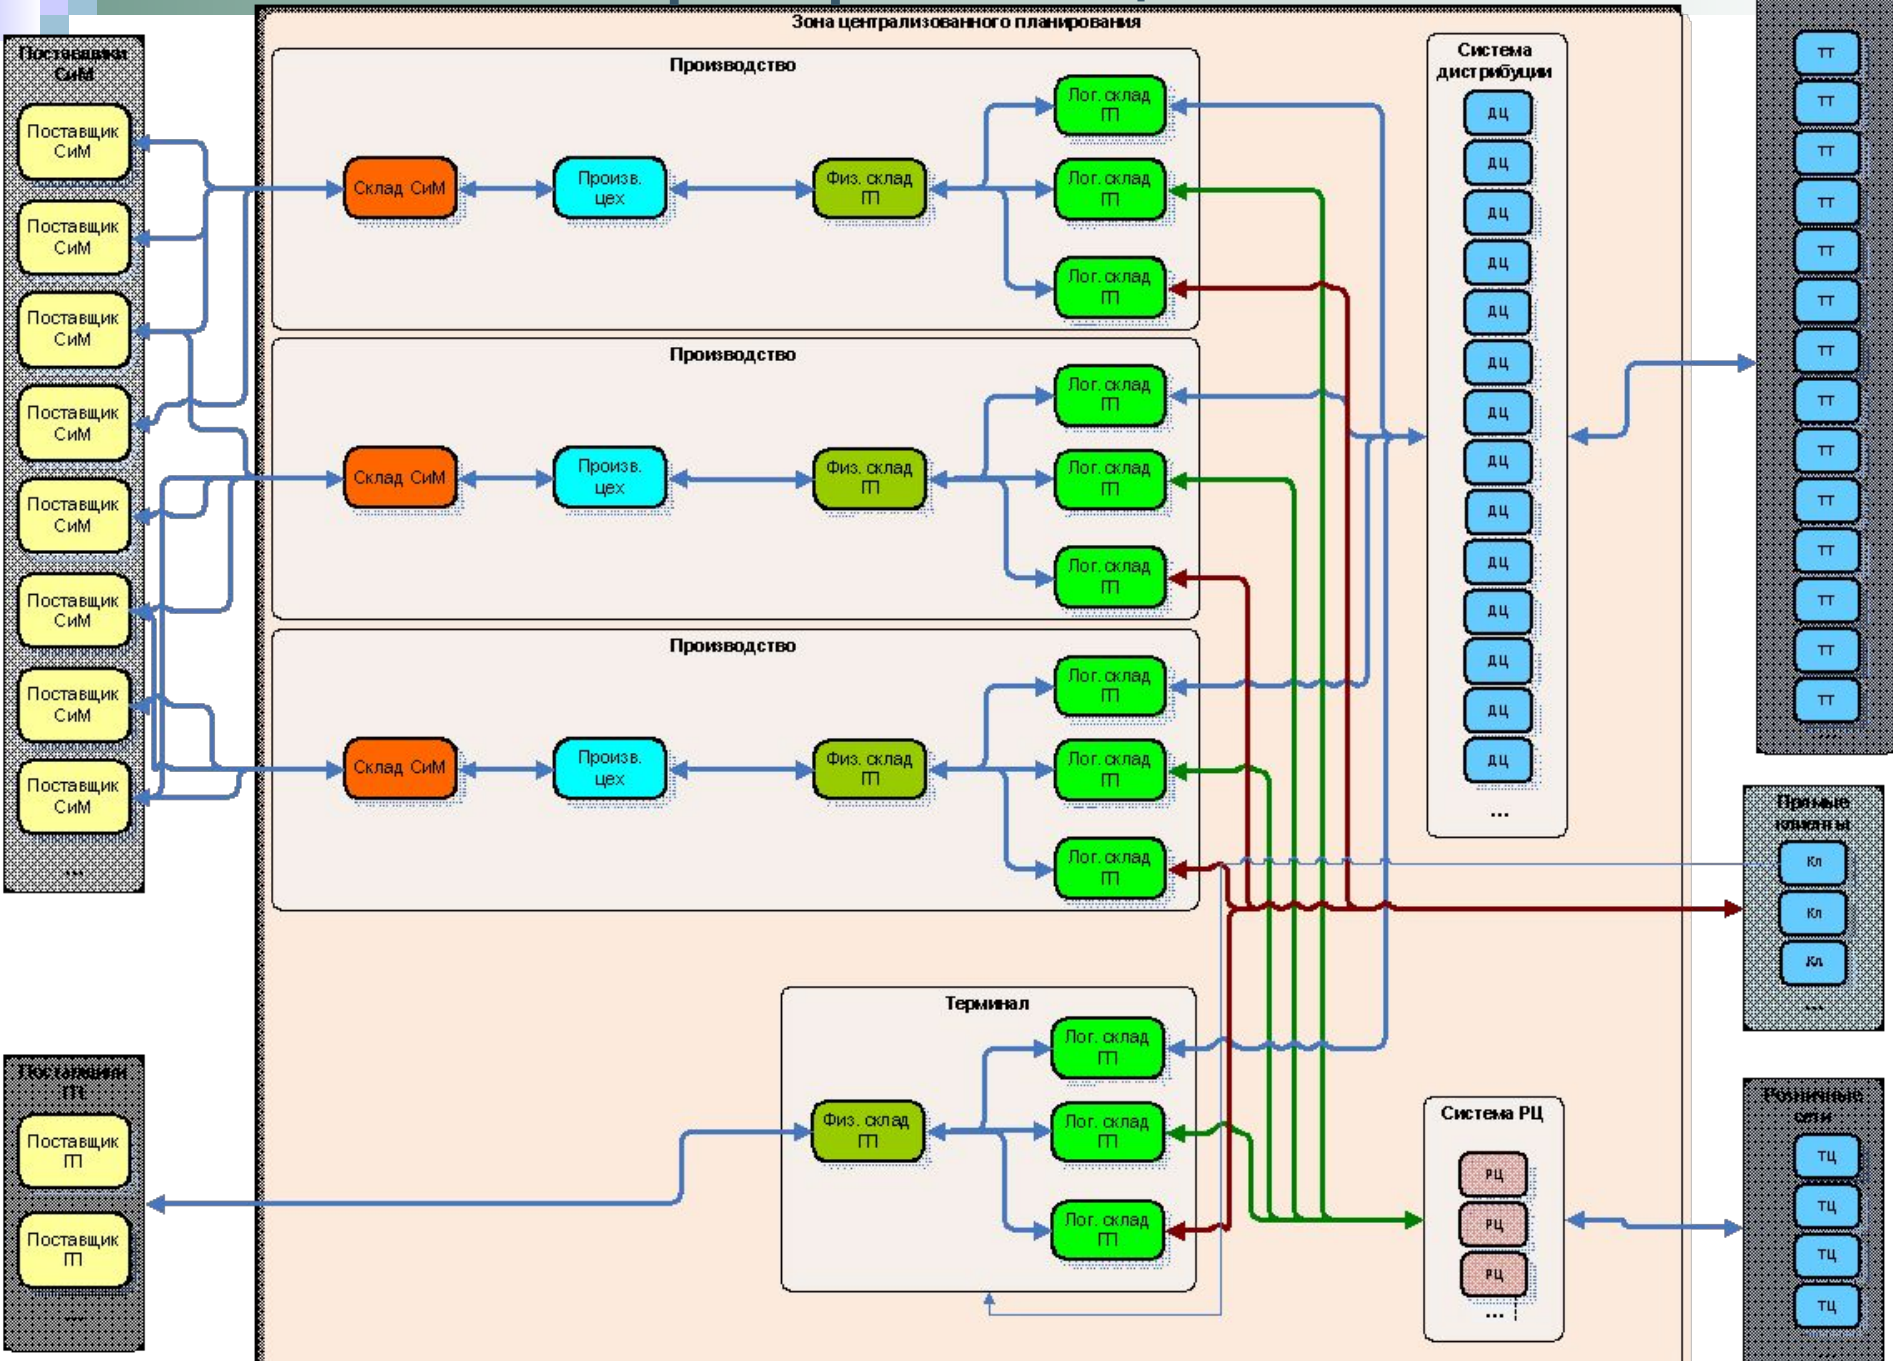 Зона централизованного планирования
Поставщики
СиМ
Поставщик
СиМ
Поставщик
СиМ
Поставщик
СиМ
Поставщик
СиМ
Поставщик
СиМ
Поставщик
СиМ
Поставщик
СиМ
Поставщик
СиМ
...
Поставщики
ГП
Поставщик
ГП
Поставщик
ГП
...
Производство
Склад СиМ
Произв.
цех
Физ. склад
ГП
Лог. склад
ГП
Лог. склад
ГП
Лог. склад
ГП
Производство
Склад СиМ
Произв.
цех
Физ. склад
ГП
Лог. склад
ГП
Лог. склад
ГП
Лог. склад
ГП
Производство
Склад СиМ
Произв.
цех
Физ. склад
ГП
Лог. склад
ГП
Лог. склад
ГП
Лог. склад
ГП
Терминал
Физ. склад
ГП
Лог. склад
ГП
Лог. склад
ГП
Лог. склад
ГП
Система
дистрибуции
ДЦ
ДЦ
ДЦ
ДЦ
ДЦ
ДЦ
ДЦ
ДЦ
ДЦ
ДЦ
ДЦ
ДЦ
ДЦ
ДЦ
...
Система РЦ
РЦ
РЦ
РЦ
...
ТТ
ТТ
ТТ
ТТ
ТТ
ТТ
ТТ
ТТ
ТТ
ТТ
ТТ
ТТ
ТТ
ТТ
...
Прямые
клиенты
Кл
Кл
Кл
...
Розничные
сети
ТЦ
ТЦ
ТЦ
ТЦ
...